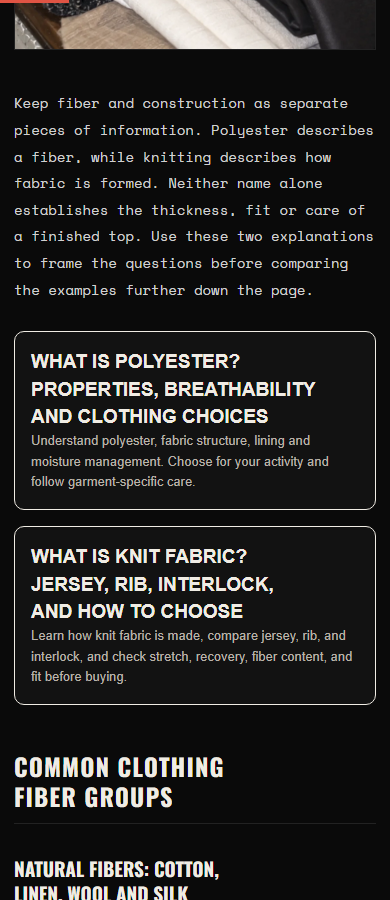 Keep fiber and construction as separate
pieces of information. Polyester describes
a fiber, while knitting describes how
fabric is formed. Neither name alone
establishes the thickness, fit or care of
a finished top. Use these two explanations
to frame the questions before comparing
the examples further down the page.
WHAT IS POLYESTER?
PROPERTIES, BREATHABILITY
AND CLOTHING CHOICES
Understand polyester, fabric structure, lining and
moisture management. Choose for your activity and
follow garment-specific care.
WHAT IS KNIT FABRIC?
JERSEY, RIB, INTERLOCK,
AND HOW TO CHOOSE
Learn how knit fabric is made, compare jersey, rib, and
interlock, and check stretch, recovery, fiber content, and
fit before buying.
COMMON CLOTHING
FIBER GROUPS
NATURAL FIBERS: COTTON,
LINEN, WOOL AND SILK